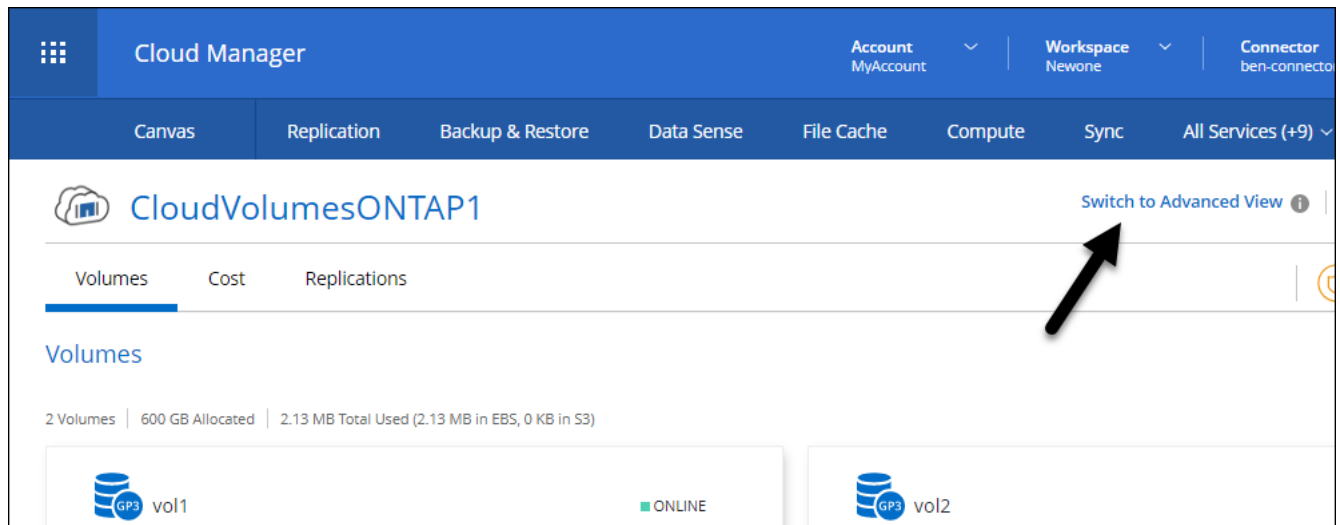 Cloud Manager
Account
MyAccount
Workspace
Newone
Connector
ben-connector
Canvas Replication Backup & Restore Data Sense File Cache Compute Sync All Services (+9)
CloudVolumesONTAP1
Switch to Advanced View
Volumes Cost Replications
Volumes
2 Volumes | 600 GB Allocated | 2.13 MB Total Used (2.13 MB in EBS, 0 KB in S3)
GP3 vol1 ONLINE GP3 vol2